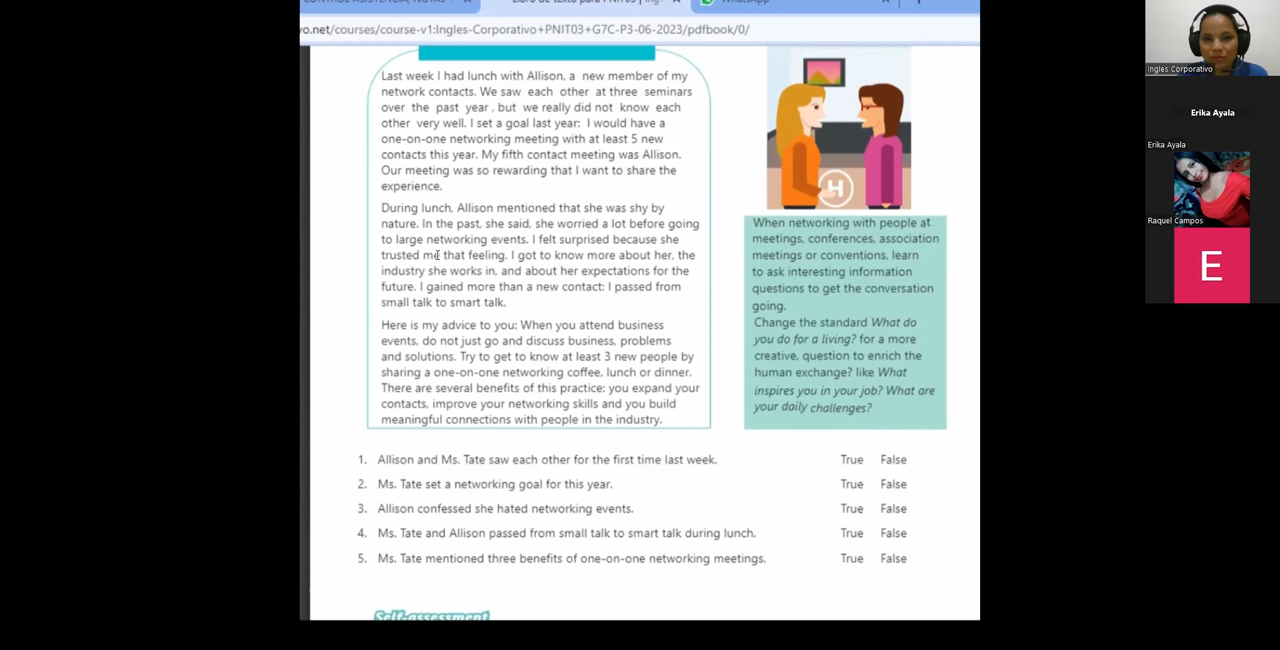 Ingles Corporativo
vo.net/courses/course-v1:Ingles-Corporativo+PNIT03+G7C-P3-06-2023/pdfbook/0/
Last week I had lunch with Allison, a new member of my
network contacts. We saw each other at three seminars
over the past year , but we really did not know each
other very well. I set a goal last year: I would have a
one-on-one networking meeting with at least 5 new
contacts this year. My fifth contact meeting was Allison.
Our meeting was so rewarding that I want to share the
experience.
During lunch, Allison mentioned that she was shy by
nature. In the past, she said, she worried a lot before going
to large networking events. I felt surprised because she
trusted me that feeling. I got to know more about her, the
industry she works in, and about her expectations for the
future. I gained more than a new contact: I passed from
small talk to smart talk.
Here is my advice to you: When you attend business
events, do not just go and discuss business, problems
and solutions. Try to get to know at least 3 new people by
sharing a one-on-one networking coffee, lunch or dinner.
There are several benefits of this practice: you expand your
contacts, improve your networking skills and you build
meaningful connections with people in the industry.
H
When networking with people at
meetings, conferences, association
meetings or conventions, learn
to ask interesting information
questions to get the conversation
going.
Change the standard What do
you do for a living? for a more
creative, question to enrich the
human exchange? like What
inspires you in your job? What are
your daily challenges?
1. Allison and Ms. Tate saw each other for the first time last week. True False
2. Ms. Tate set a networking goal for this year. True False
3. Allison confessed she hated networking events. True False
4. Ms. Tate and Allison passed from small talk to smart talk during lunch. True False
5. Ms. Tate mentioned three benefits of one-on-one networking meetings. True False
Self-assessment
Erika Ayala
Erika Ayala
Raquel Campos
E